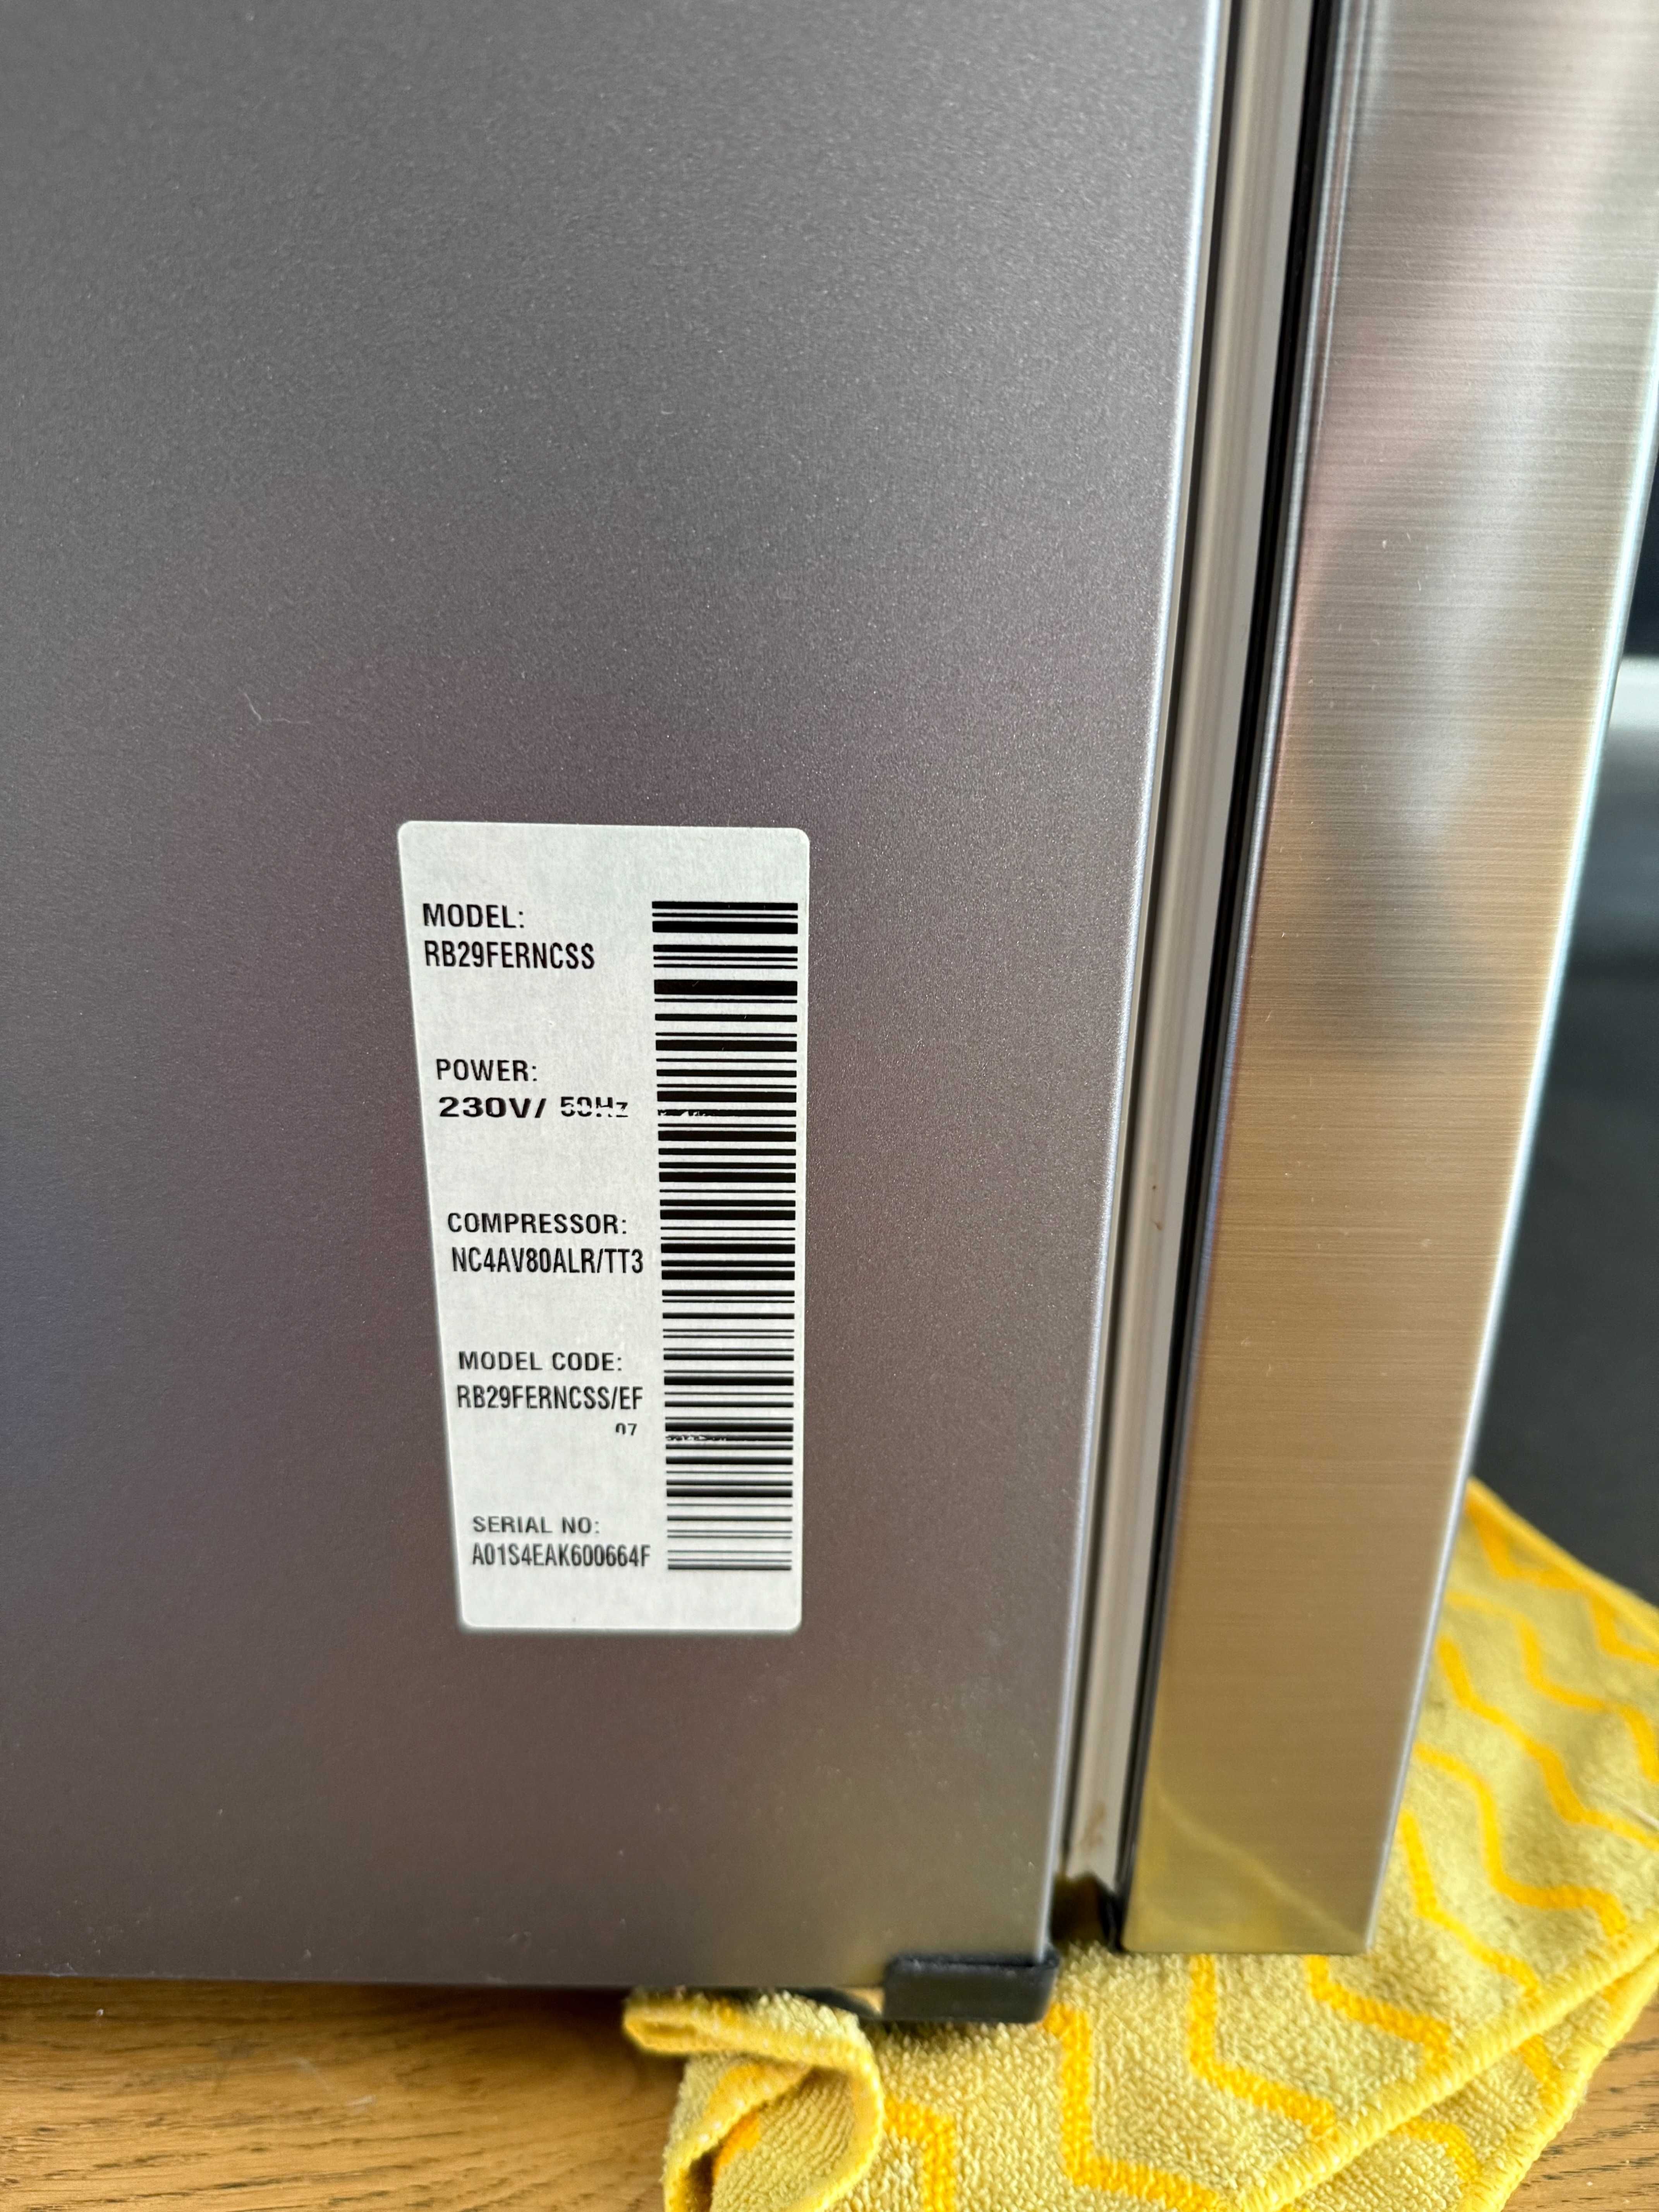 MODEL:
RB29FERNCSS
POWER:
230V/ 50Hz
COMPRESSOR:
NC4AV80ALR/TT3
MODEL CODE:
RB29FERNCSS/EF
07
SERIAL NO:
A01S4EAK600664F